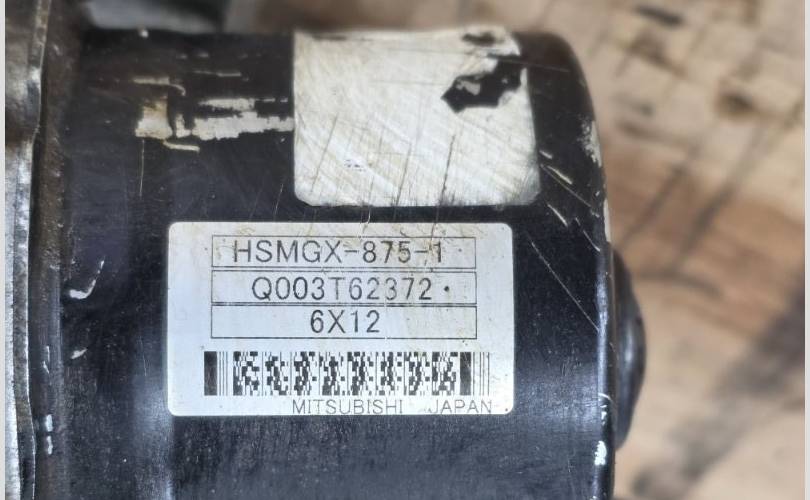 HSMGX-875-1
Q003T62372
6X12
MITSUBISHI JAPAN